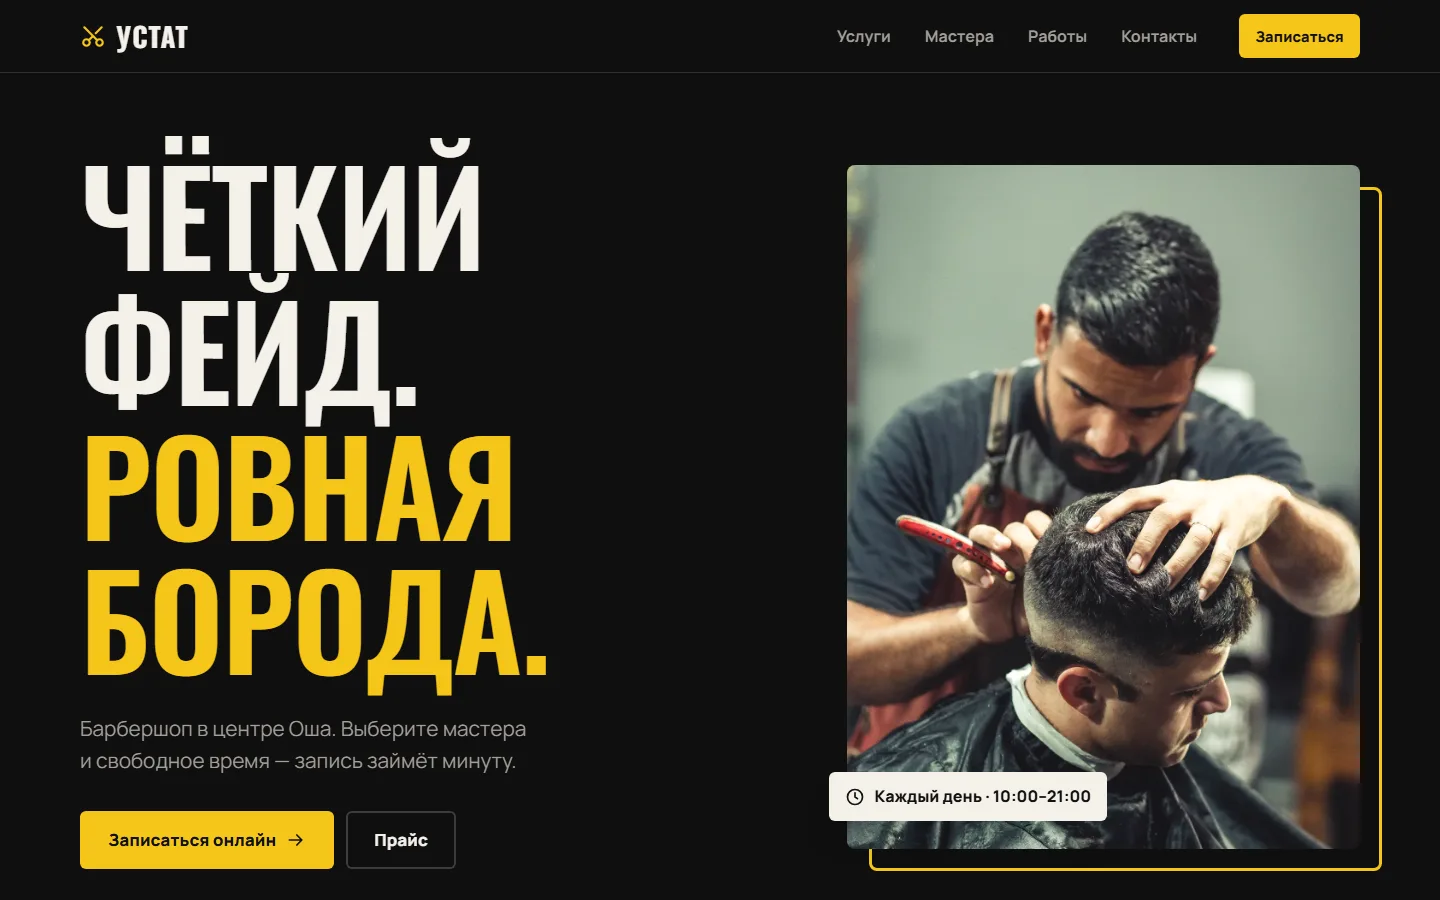 УСТАТ
Услуги
Мастера
Работы
Контакты
Записаться
ЧЁТКИЙ
ФЕЙД.
РОВНАЯ
БОРОДА.
Барбершоп в центре Оша. Выберите мастера
и свободное время — запись займёт минуту.
Записаться онлайн →
Прайс
Каждый день · 10:00–21:00